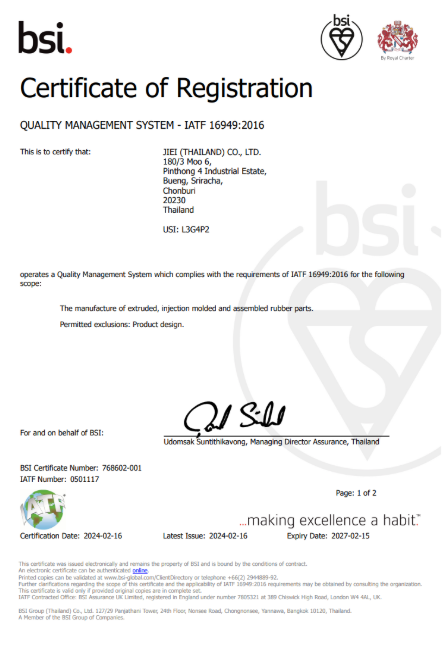 bsi.
bsi
By Royal Charter
Certificate of Registration
QUALITY MANAGEMENT SYSTEM - IATF 16949:2016
This is to certify that:
JIEI (THAILAND) CO., LTD.
180/3 Moo 6,
Pinthong 4 Industrial Estate,
Bueng, Sriracha,
Chonburi
20230
Thailand
USI: L3G4P2
bsi
operates a Quality Management System which complies with the requirements of IATF 16949:2016 for the following
scope:
The manufacture of extruded, injection molded and assembled rubber parts.
Permitted exclusions: Product design.
For and on behalf of BSI:
Udomsak Suntithikavong, Managing Director Assurance, Thailand
BSI Certificate Number: 768602-001
IATF Number: 0501117
IATF
Page: 1 of 2
...making excellence a habit.™
Certification Date: 2024-02-16
Latest Issue: 2024-02-16
Expiry Date: 2027-02-15
This certificate was issued electronically and remains the property of BSI and is bound by the conditions of contract.
An electronic certificate can be authenticated online.
Printed copies can be validated at www.bsi-global.com/ClientDirectory or telephone +66(2) 2944889-92.
Further clarifications regarding the scope of this certificate and the applicability of IATF 16949:2016 requirements may be obtained by consulting the organization.
This certificate is valid only if provided original copies are in complete set.
IATF Contracted Office: BSI Assurance UK Limited, registered in England under number 7805321 at 389 Chiswick High Road, London W4 4AL, UK.
BSI Group (Thailand) Co., Ltd. 127/29 Panjathani Tower, 24th Floor, Nonsee Road, Chongnonsee, Yannawa, Bangkok 10120, Thailand.
A Member of the BSI Group of Companies.